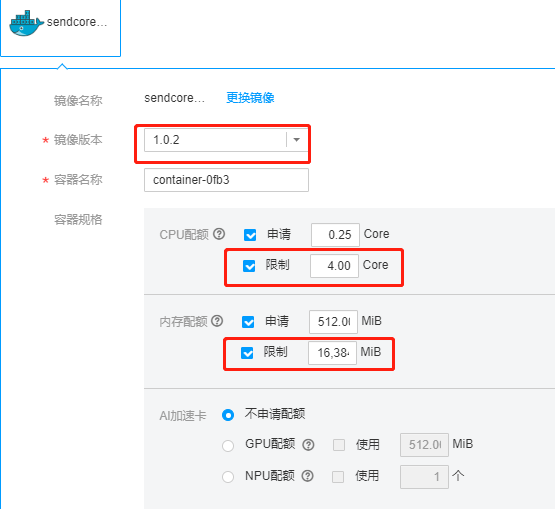 sendcore...
镜像名称 sendcore... 更换镜像
* 镜像版本 1.0.2
* 容器名称 container-0fb3
容器规格
CPU配额 申请 0.25 Core
限制 4.00 Core
内存配额 申请 512.0 MiB
限制 16,384 MiB
AI加速卡 不申请配额
GPU配额 使用 512.0 MiB
NPU配额 使用 1 个